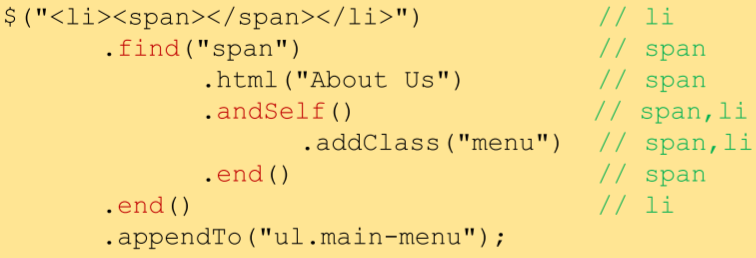 $("<li><span></span></li>") // li
.find("span") // span
.html("About Us") // span
.andSelf() // span,li
.addClass("menu") // span,li
.end() // span
.end() // li
.appendTo("ul.main-menu");